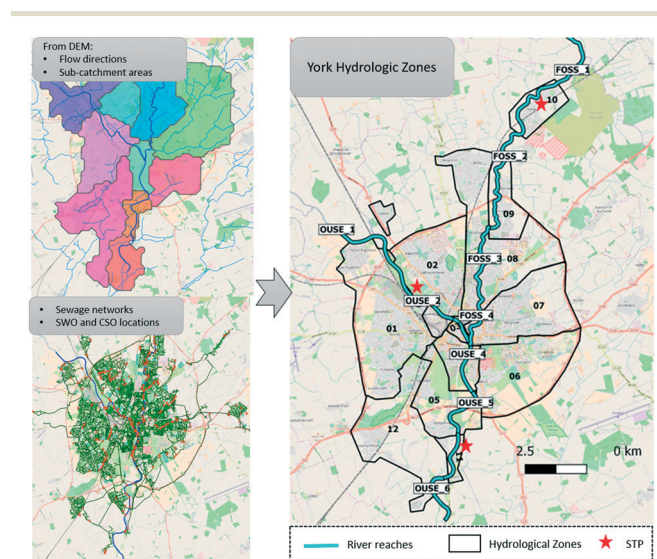 From DEM:
• Flow directions
• Sub-catchment areas
• Sewage networks
• SWO and CSO locations
York Hydrologic Zones
FOSS_1
10
FOSS_2
09
OUSE_1
FOSS_3
08
02
OUSE_2
07
FOSS_4
01
OUSE_4
06
05
OUSE_5
12
OUSE_6
2.5 0 km
River reaches
Hydrological Zones
STP